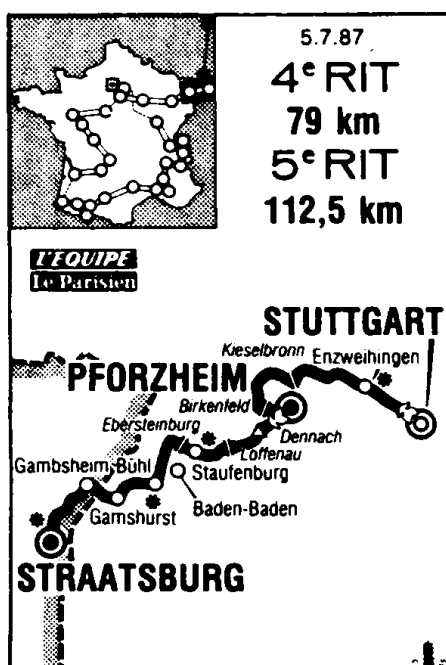 5.7.87
4e RIT
79 km
5e RIT
112,5 km
L'EQUIPE
Le Parisien
STUTTGART
Kieselbronn
Enzweihingen
PFORZHEIM
Birkenfeld
Ebersteinburg
Dennach
Loffenau
Gambsheim
Bühl
Staufenburg
Gamshurst
Baden-Baden
STRAATSBURG